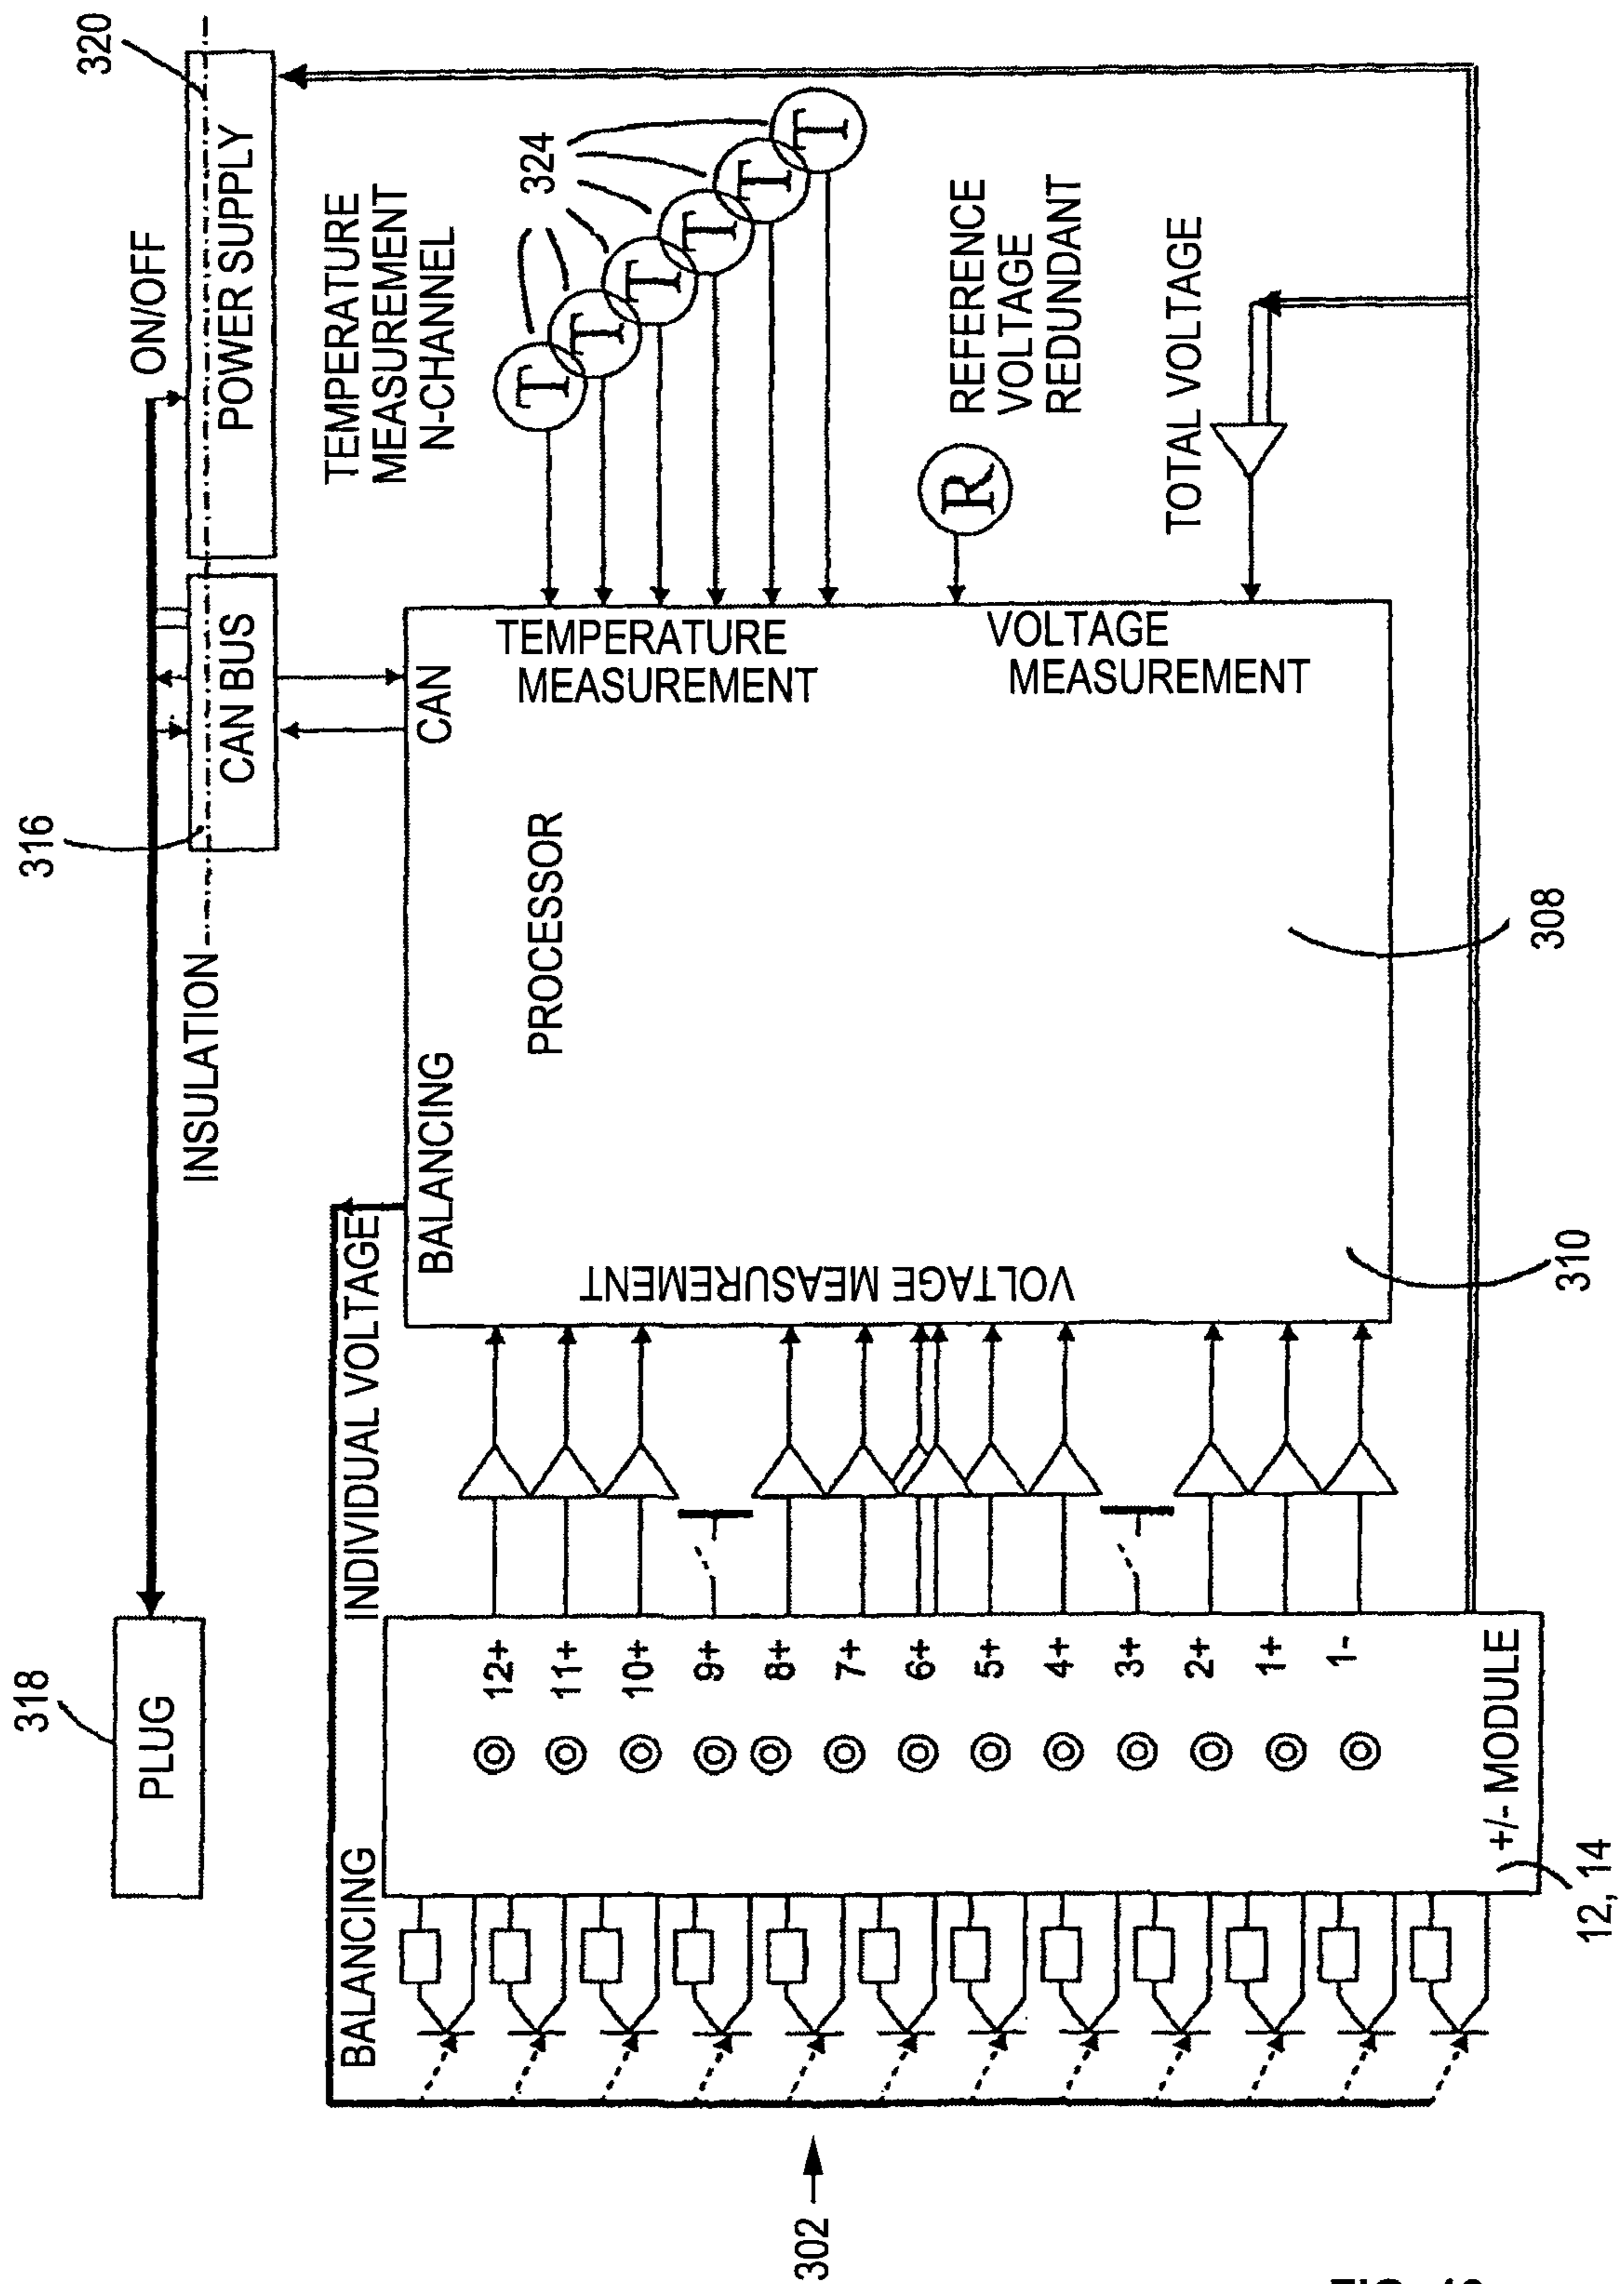 318
316
320
PLUG
ON/OFF
INSULATION
CAN BUS
POWER SUPPLY
BALANCING
INDIVIDUAL VOLTAGE
BALANCING
CAN
TEMPERATURE
MEASUREMENT
N-CHANNEL
324
12+
11+
10+
9+
8+
7+
6+
5+
4+
3+
2+
1+
1-
VOLTAGE MEASUREMENT
PROCESSOR
TEMPERATURE
MEASUREMENT
T
T
T
T
T
T
302
R
REFERENCE
VOLTAGE
REDUNDANT
VOLTAGE
MEASUREMENT
TOTAL VOLTAGE
+/- MODULE
12, 14
310
308